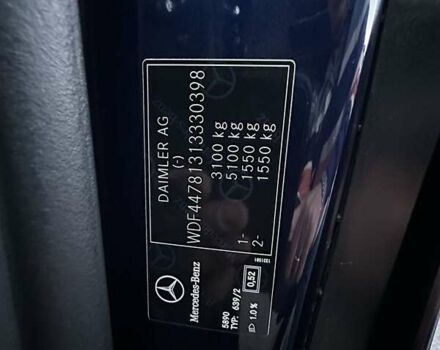 DAIMLER AG
(-)
WDF44781313330398
3100 kg
5100 kg
1- 1550 kg
2- 1550 kg
Mercedes-Benz
5890
TYP: 639/2
0,52
1.0 %